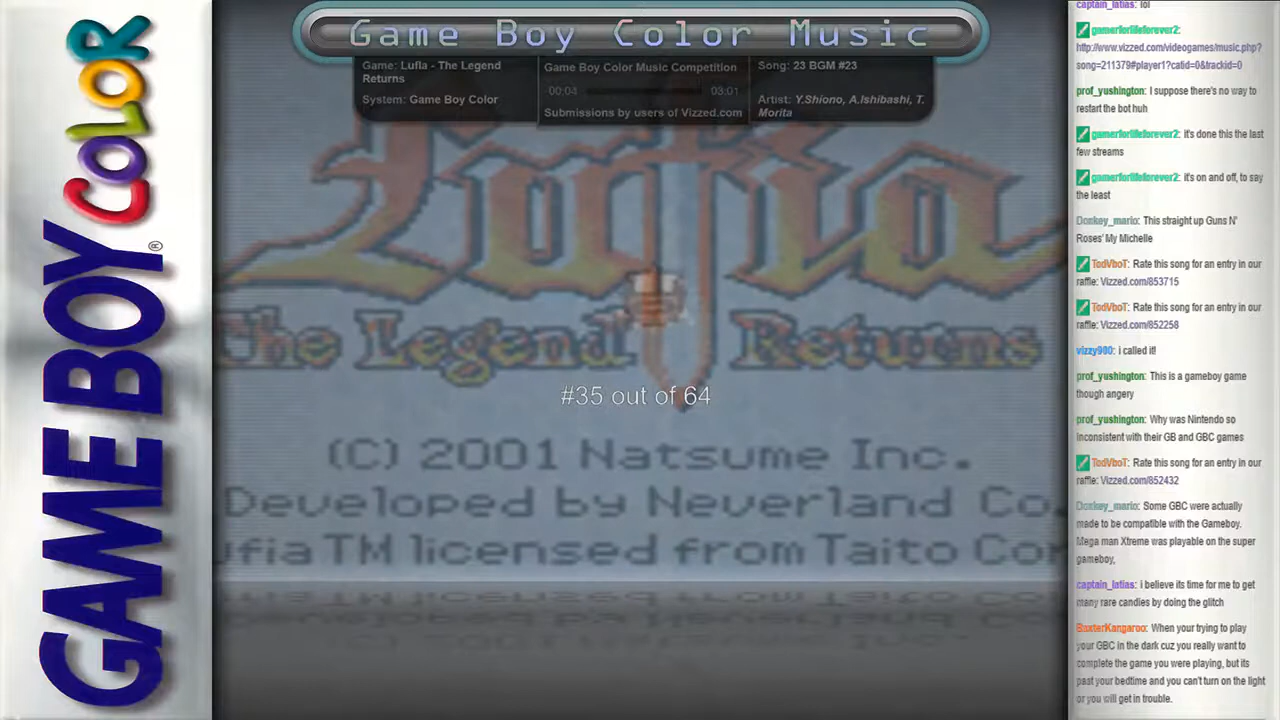 GAME BOY COLOR
®
Game Boy Color Music
Game: Lufia - The Legend
Returns
System: Game Boy Color
Game Boy Color Music Competition
00:04 03:01
Submissions by users of Vizzed.com
Song: 23 BGM #23
Artist: Y.Shiono, A.Ishibashi, T.
Morita
Lufia
The Legend Returns
#35 out of 64
(C) 2001 Natsume Inc.
Developed by Neverland Co.
ufia TM licensed from Taito Cor
captain_latias: lol
gamerforlifeforever2:
http://www.vizzed.com/videogames/music.php?
song=211379#player1?catid=0&trackid=0
prof_yushington: I suppose there's no way to
restart the bot huh
gamerforlifeforever2: it's done this the last
few streams
gamerforlifeforever2: it's on and off, to say
the least
Donkey_mario: This straight up Guns N'
Roses' My Michelle
TodVboT: Rate this song for an entry in our
raffle: Vizzed.com/853715
TodVboT: Rate this song for an entry in our
raffle: Vizzed.com/852258
vizzy900: i called it!
prof_yushington: This is a gameboy game
though angery
prof_yushington: Why was Nintendo so
inconsistent with their GB and GBC games
TodVboT: Rate this song for an entry in our
raffle: Vizzed.com/852432
Donkey_mario: Some GBC were actually
made to be compatible with the Gameboy.
Mega man Xtreme was playable on the super
gameboy,
captain_latias: i believe its time for me to get
many rare candies by doing the glitch
BaxterKangaroo: When your trying to play
your GBC in the dark cuz you really want to
complete the game you were playing, but its
past your bedtime and you can't turn on the light
or you will get in trouble.